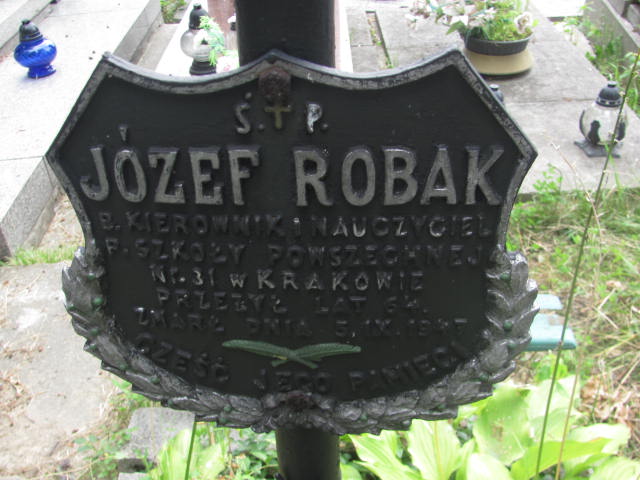 Ś. P.
JÓZEF ROBAK
B. KIEROWNIK I NAUCZYCIEL
P. SZKOŁY POWSZECHNEJ
Nr. 31 w KRAKOWIE
PRZEŻYŁ LAT 64.
ZMARŁ DNIA 5.IX.1947
CZEŚĆ JEGO PAMIĘCI